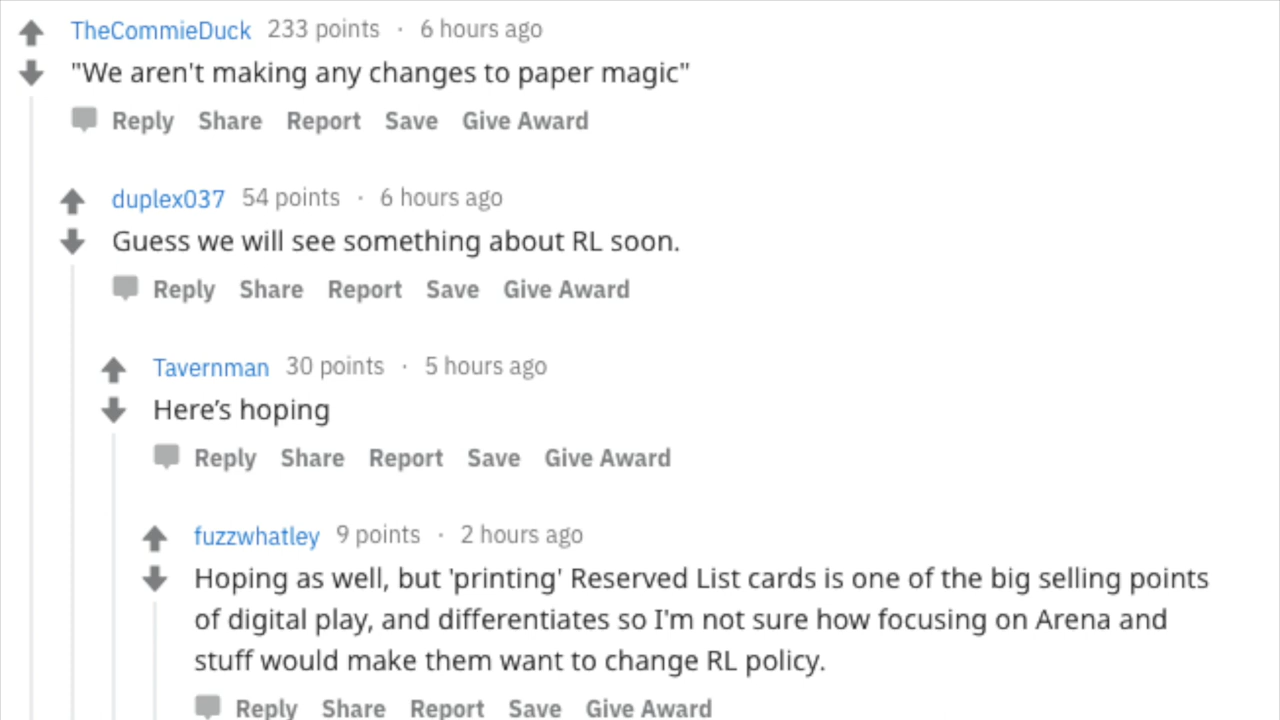 TheCommieDuck 233 points · 6 hours ago
"We aren't making any changes to paper magic"
Reply Share Report Save Give Award
duplex037 54 points · 6 hours ago
Guess we will see something about RL soon.
Reply Share Report Save Give Award
Tavernman 30 points · 5 hours ago
Here’s hoping
Reply Share Report Save Give Award
fuzzwhatley 9 points · 2 hours ago
Hoping as well, but 'printing' Reserved List cards is one of the big selling points
of digital play, and differentiates so I'm not sure how focusing on Arena and
stuff would make them want to change RL policy.
Reply Share Report Save Give Award